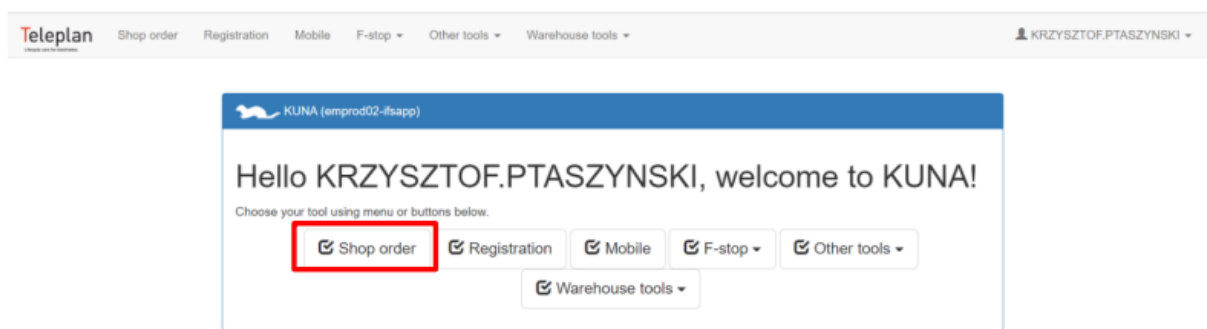 Teleplan Shop order Registration Mobile F-stop Other tools Warehouse tools KRZYSZTOF.PTASZYNSKI
KUNA (emprod02-ifsapp)
Hello KRZYSZTOF.PTASZYNSKI, welcome to KUNA!
Choose your tool using menu or buttons below.
Shop order Registration Mobile F-stop Other tools
Warehouse tools